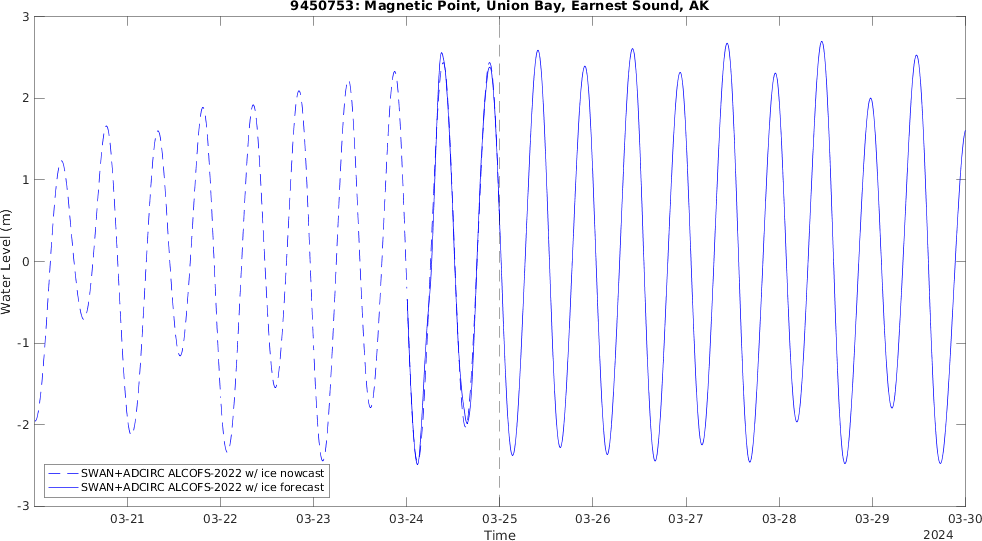 9450753: Magnetic Point, Union Bay, Earnest Sound, AK
3
2
1
0
-1
-2
-3
Water Level (m)
SWAN+ADCIRC ALCOFS-2022 w/ ice nowcast
SWAN+ADCIRC ALCOFS-2022 w/ ice forecast
03-21 03-22 03-23 03-24 03-25 03-26 03-27 03-28 03-29 03-30
Time
2024